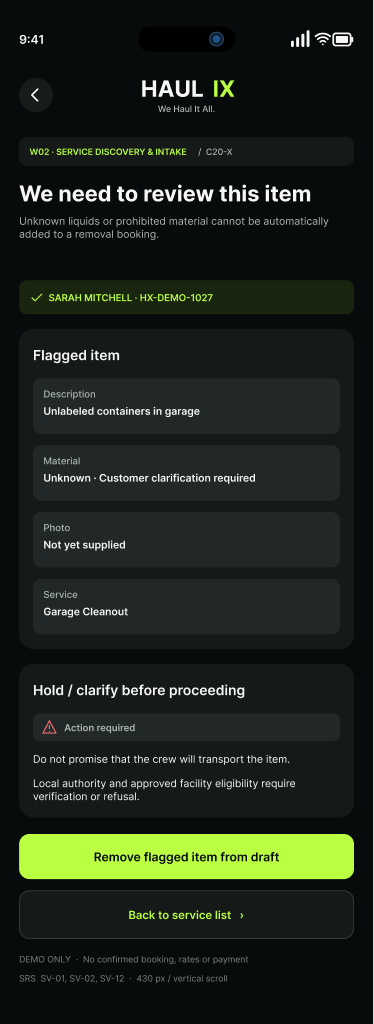 9:41
HAUL IX
We Haul It All.
W02 · SERVICE DISCOVERY & INTAKE / C20-X
We need to review this item
Unknown liquids or prohibited material cannot be automatically
added to a removal booking.
SARAH MITCHELL · HX-DEMO-1027
Flagged item
Description
Unlabeled containers in garage
Material
Unknown · Customer clarification required
Photo
Not yet supplied
Service
Garage Cleanout
Hold / clarify before proceeding
Action required
Do not promise that the crew will transport the item.
Local authority and approved facility eligibility require
verification or refusal.
Remove flagged item from draft
Back to service list ›
DEMO ONLY · No confirmed booking, rates or payment
SRS SV-01, SV-02, SV-12 · 430 px / vertical scroll